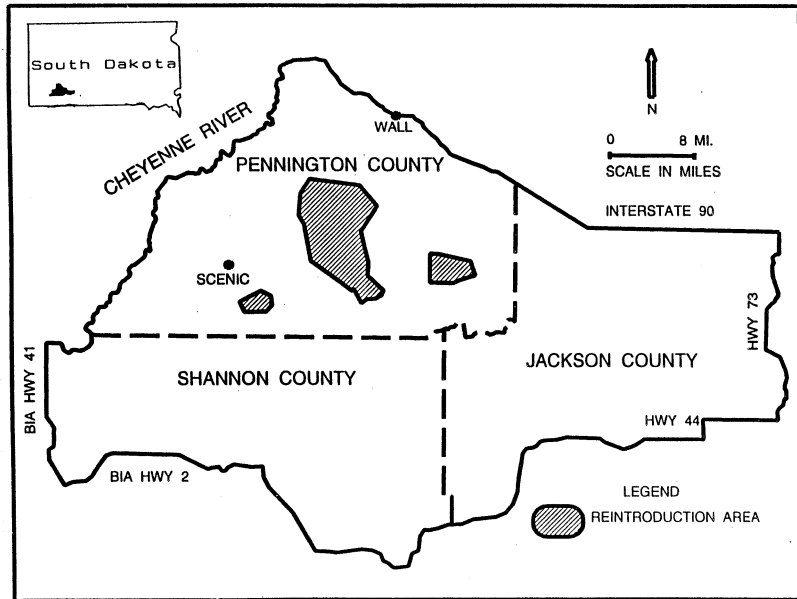 South Dakota
CHEYENNE RIVER
WALL
PENNINGTON COUNTY
N
0 8 MI.
SCALE IN MILES
INTERSTATE 90
SCENIC
HWY 73
BIA HWY 41
SHANNON COUNTY
JACKSON COUNTY
HWY 44
BIA HWY 2
LEGEND
REINTRODUCTION AREA